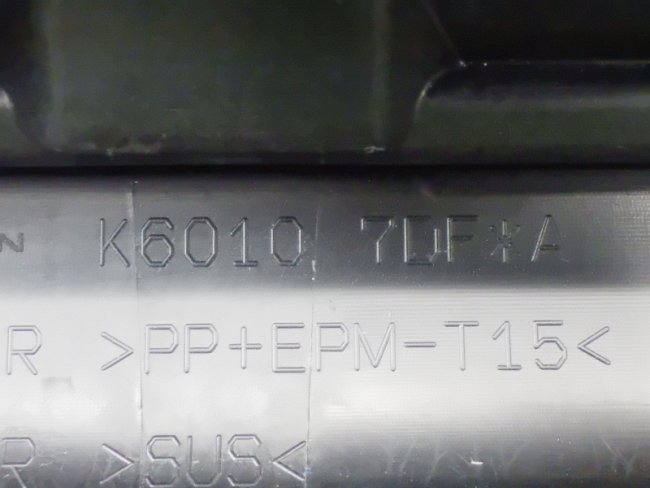 N K6010 7DF*A
R >PP+EPM-T15<
R >SUS<